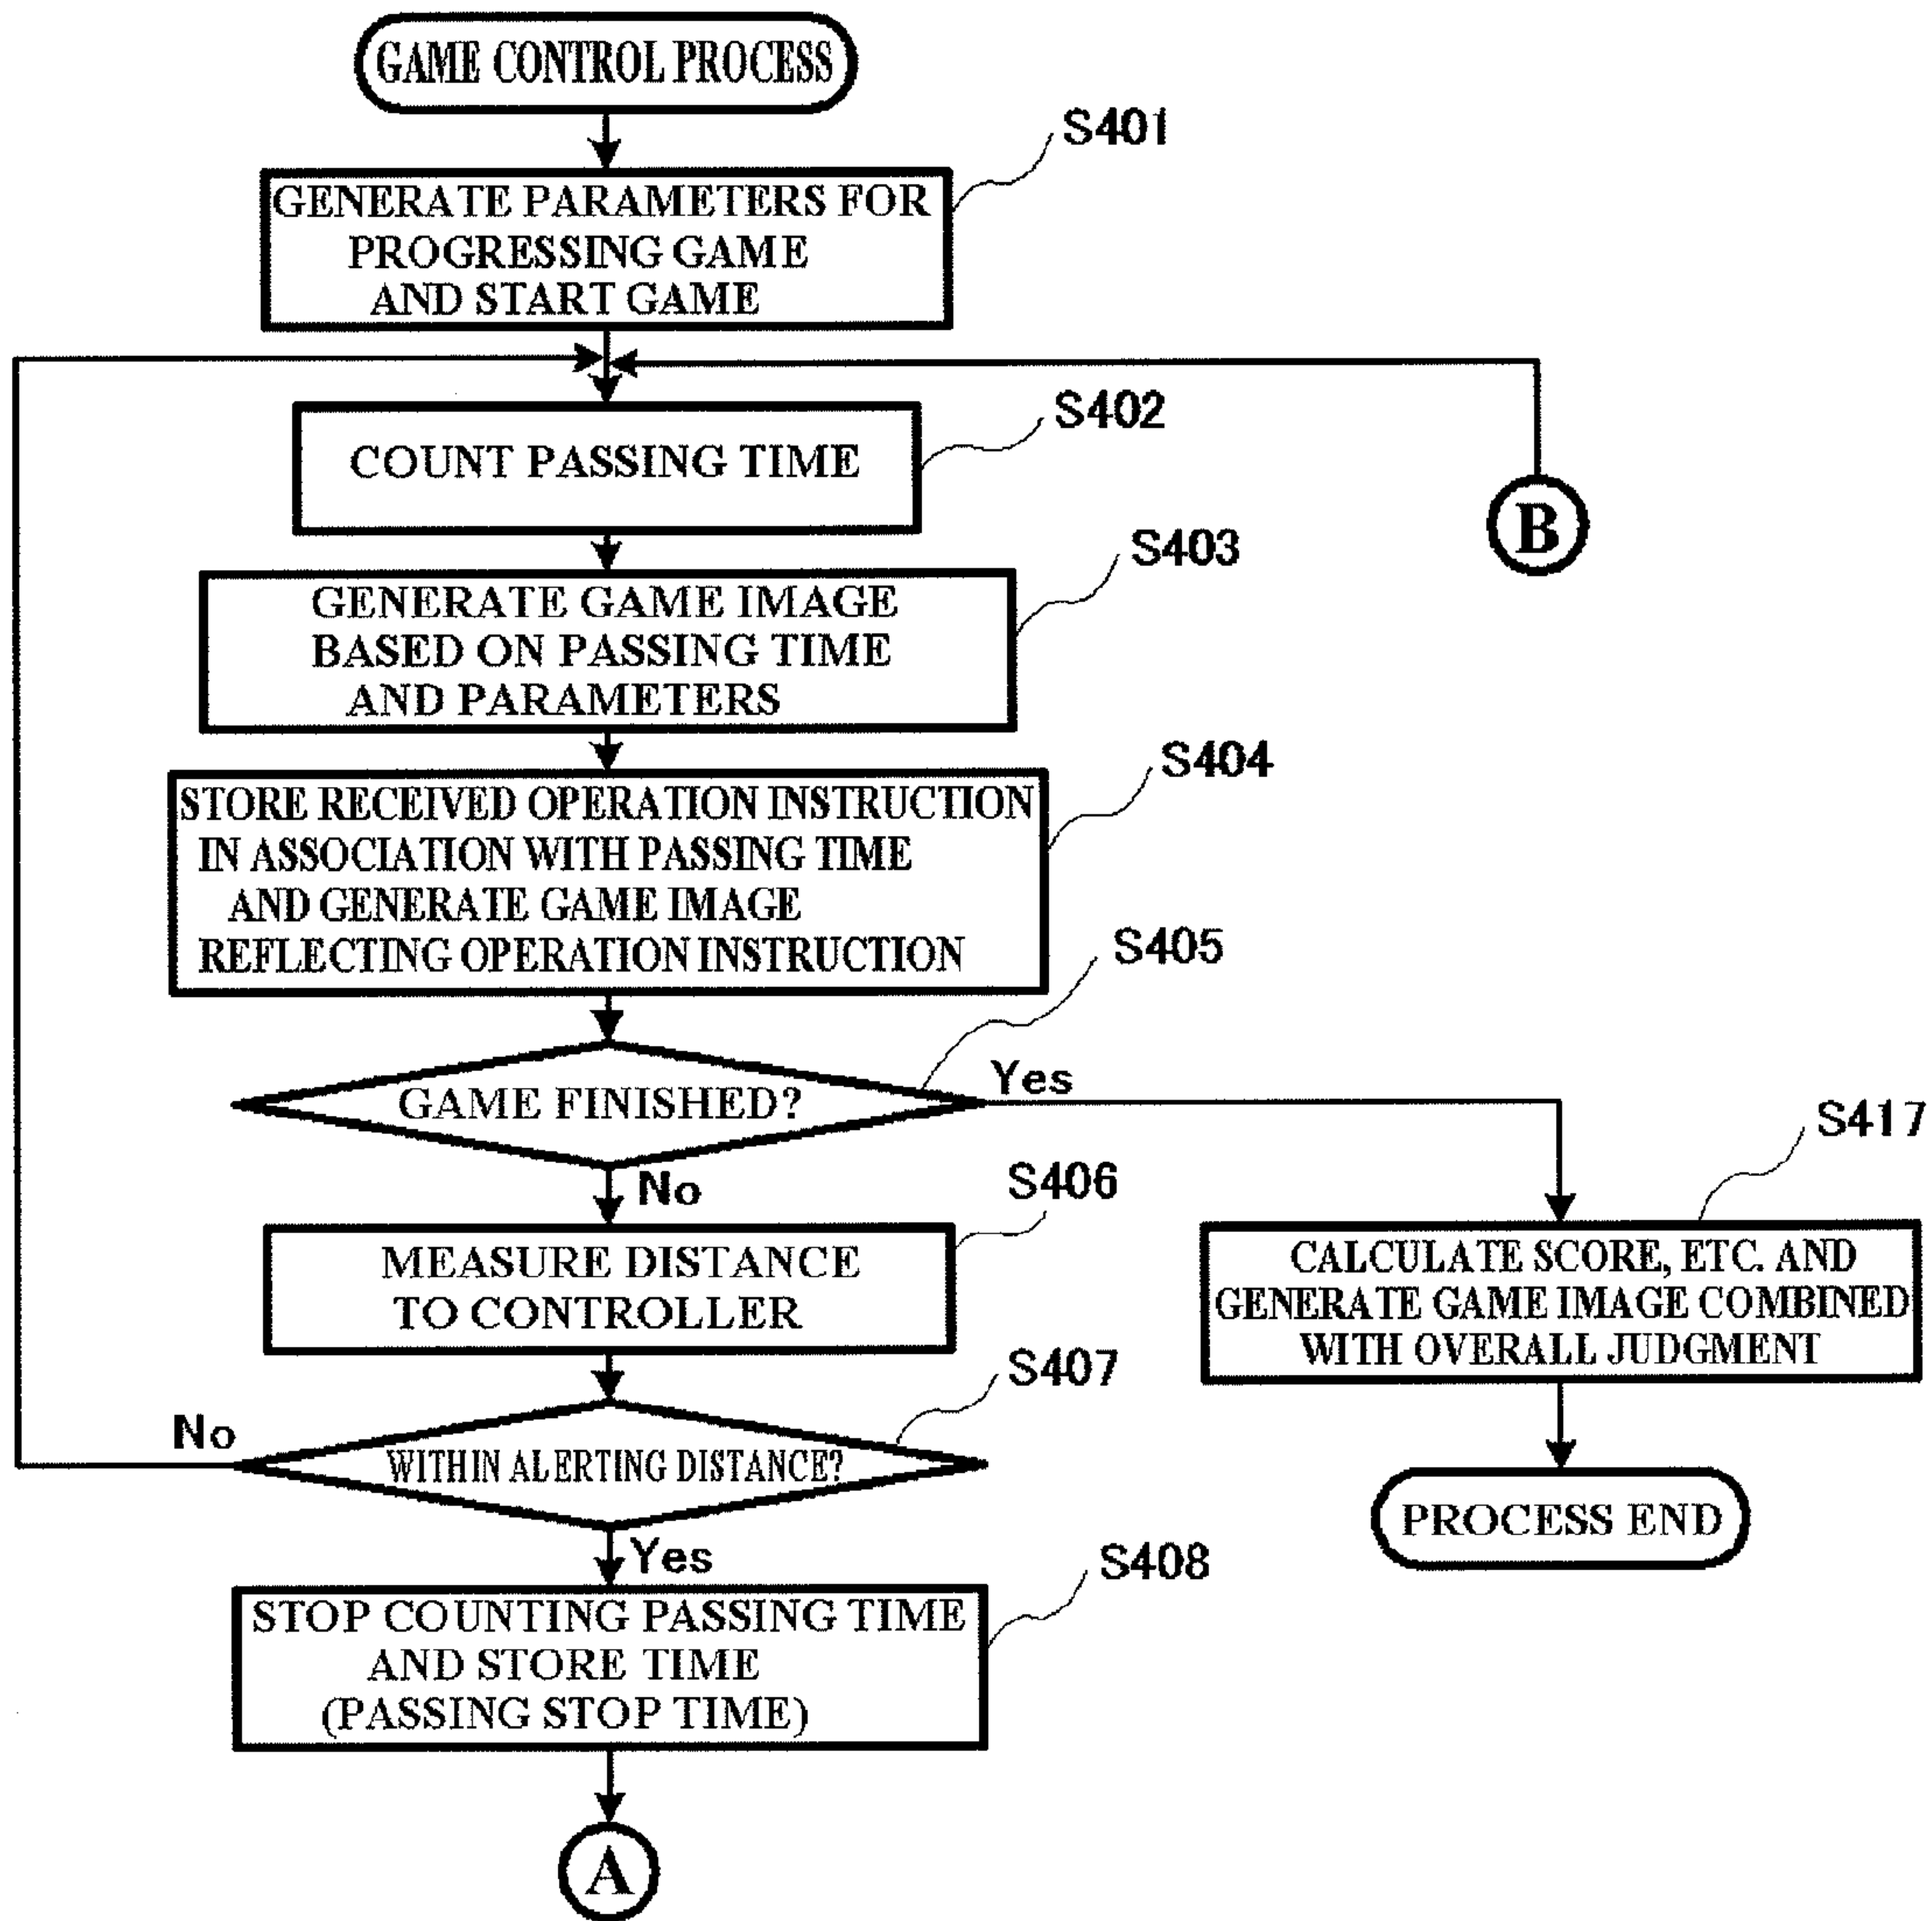 GAME CONTROL PROCESS
S401
GENERATE PARAMETERS FOR
PROGRESSING GAME
AND START GAME
S402
COUNT PASSING TIME
B
S403
GENERATE GAME IMAGE
BASED ON PASSING TIME
AND PARAMETERS
S404
STORE RECEIVED OPERATION INSTRUCTION
IN ASSOCIATION WITH PASSING TIME
AND GENERATE GAME IMAGE
REFLECTING OPERATION INSTRUCTION
S405
GAME FINISHED?
Yes
No
S417
CALCULATE SCORE, ETC. AND
GENERATE GAME IMAGE COMBINED
WITH OVERALL JUDGMENT
PROCESS END
S406
MEASURE DISTANCE
TO CONTROLLER
S407
WITHIN ALERTING DISTANCE?
No
Yes
S408
STOP COUNTING PASSING TIME
AND STORE TIME
(PASSING STOP TIME)
A